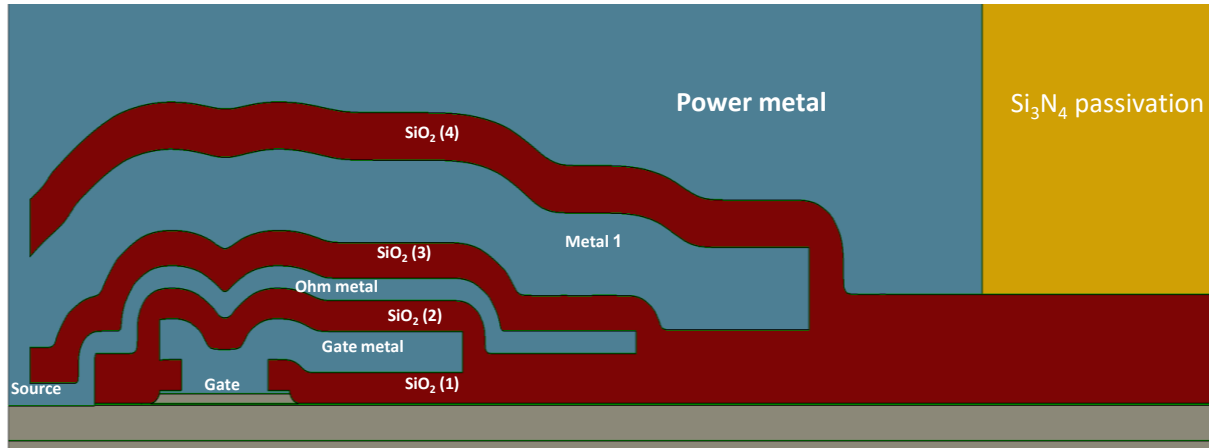 Power metal
Si₃N₄ passivation
SiO₂ (4)
Metal 1
SiO₂ (3)
Ohm metal
SiO₂ (2)
Gate metal
Source
Gate
SiO₂ (1)